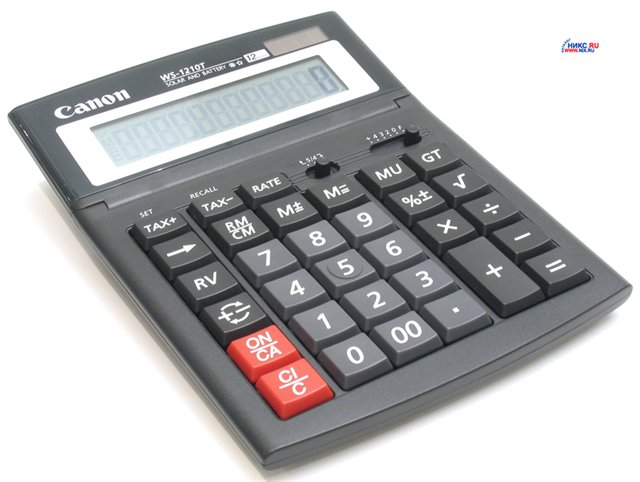 НИКС RU
WWW.NIX.RU
Canon
WS-1210T
SOLAR AND BATTERY 12
SET
RECALL
TAX+ TAX− RATE
+ 4 3 2 0 F
MU GT
→ RM/CM M± M= %± √
RV 7 8 9 × ÷
4 5 6 + −
ON/CA 1 2 3 =
CI/C 0 00 .